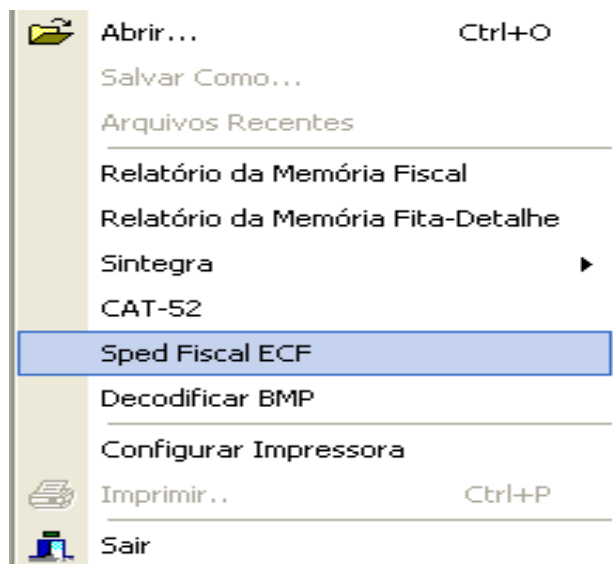 Abrir... Ctrl+O
Salvar Como...
Arquivos Recentes
Relatório da Memória Fiscal
Relatório da Memória Fita-Detalhe
Sintegra
CAT-52
Sped Fiscal ECF
Decodificar BMP
Configurar Impressora
Imprimir.. Ctrl+P
Sair